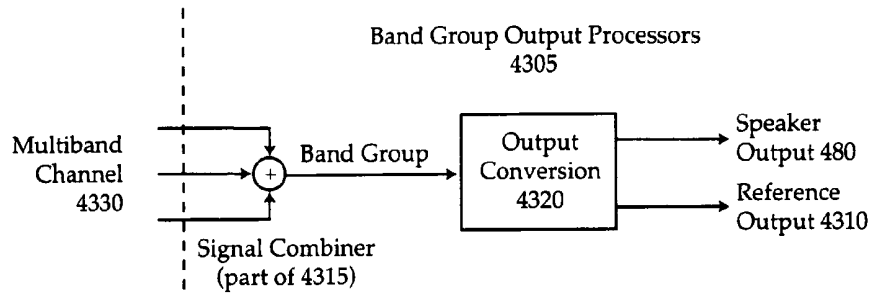 Band Group Output Processors
4305
Multiband
Channel
4330
+
Band Group
Signal Combiner
(part of 4315)
Output
Conversion
4320
Speaker
Output 480
Reference
Output 4310